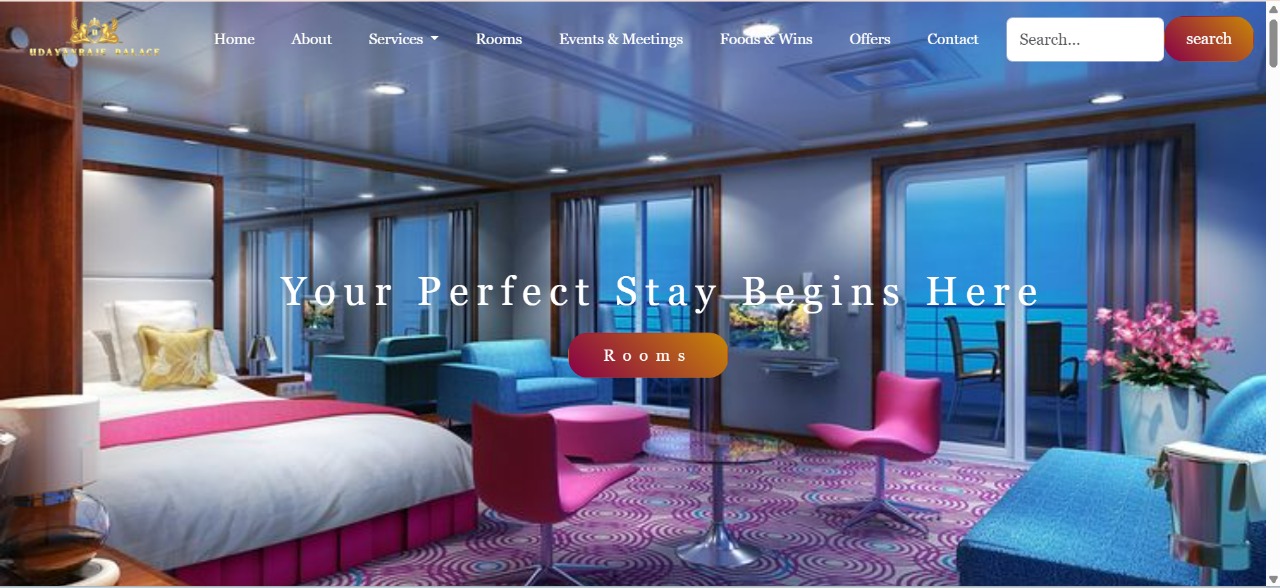 UDAYANRAJE PALACE
Home About Services Rooms Events & Meetings Foods & Wins Offers Contact Search... search
Your Perfect Stay Begins Here
Rooms